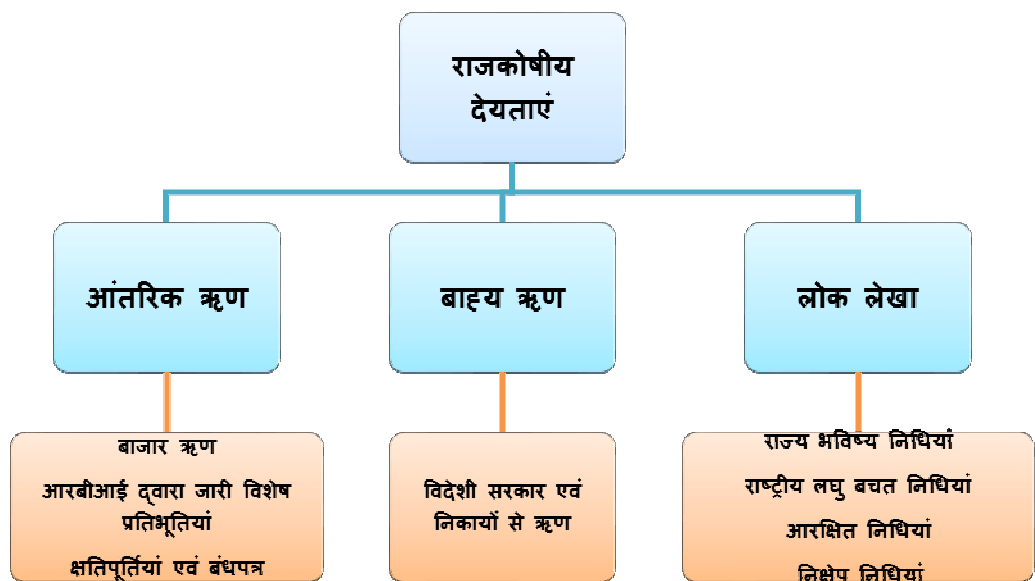 राजकोषीय
देयताएं
आंतरिक ऋण
बाह्य ऋण
लोक लेखा
बाजार ऋण
आरबीआई द्वारा जारी विशेष
प्रतिभूतियां
क्षतिपूर्तियां एवं बंधपत्र
विदेशी सरकार एवं
निकायों से ऋण
राज्य भविष्य निधियां
राष्ट्रीय लघु बचत निधियां
आरक्षित निधियां
निक्षेप निधियां